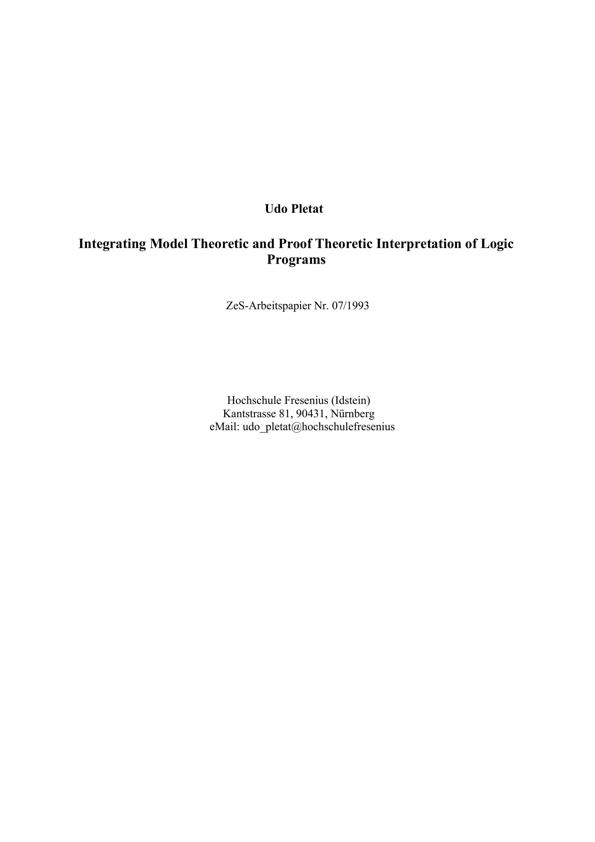 Udo Pletat
Integrating Model Theoretic and Proof Theoretic Interpretation of Logic
Programs
ZeS-Arbeitspapier Nr. 07/1993
Hochschule Fresenius (Idstein)
Kantstrasse 81, 90431, Nürnberg
eMail: udo_pletat@hochschulefresenius